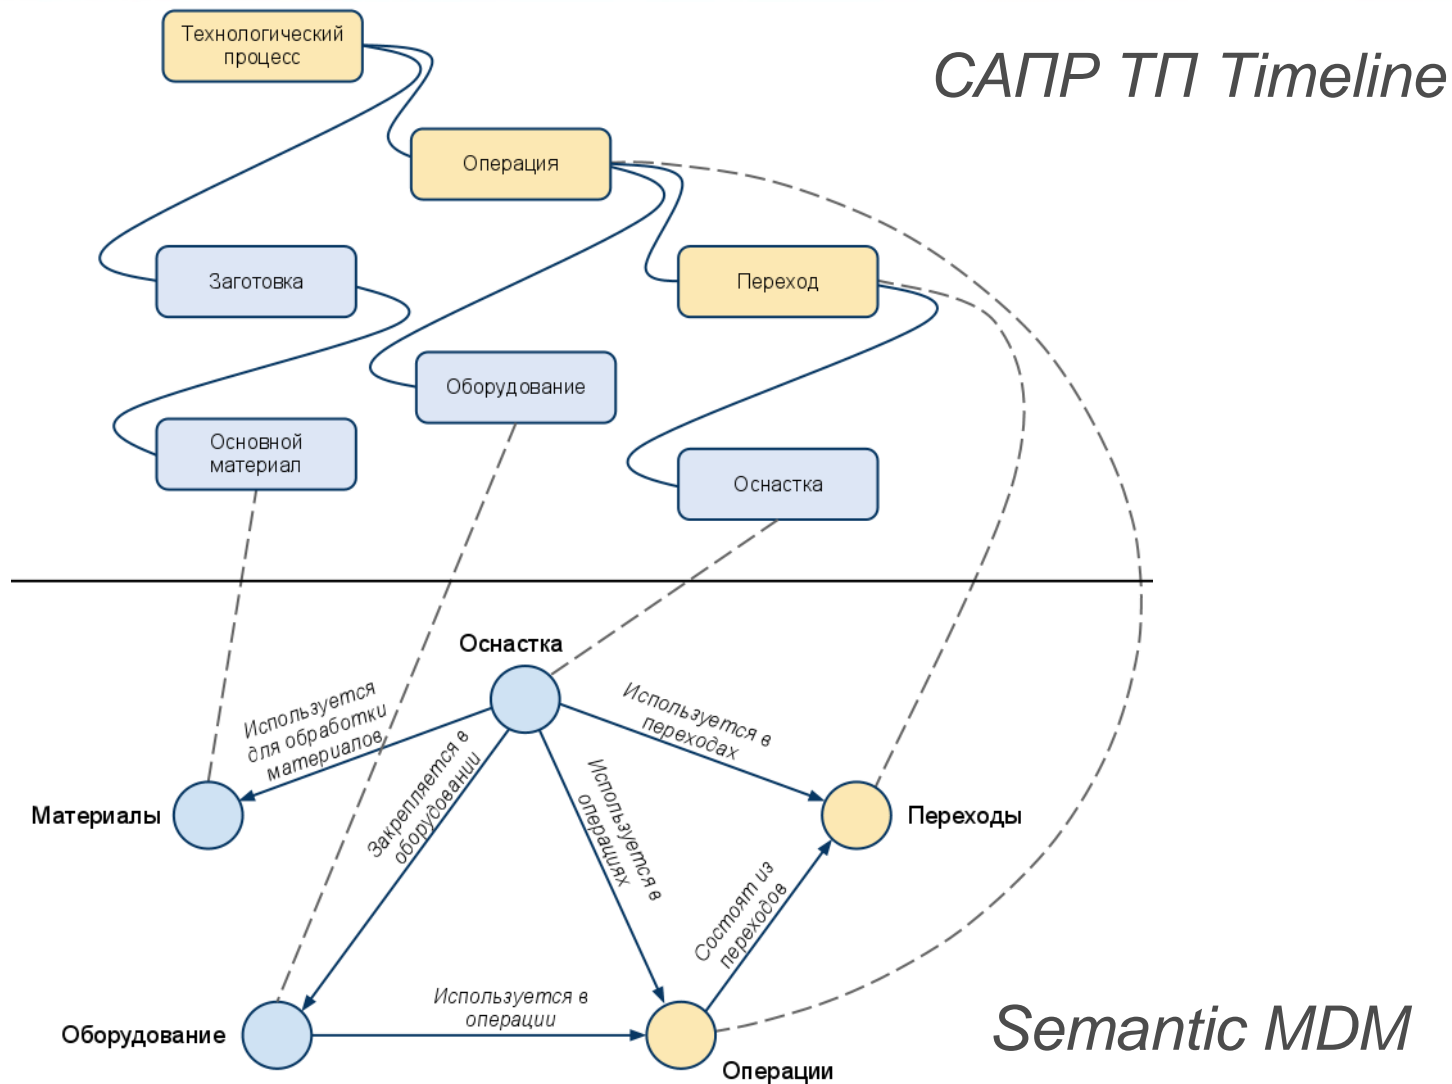 Технологический
процесс
САПР ТП Timeline
Операция
Заготовка
Переход
Оборудование
Основной
материал
Оснастка
Оснастка
Используется
для обработки
материалов
Закрепляется в
оборудовании
Используется в
операциях
Используется в
переходах
Материалы
Переходы
Состоят из
переходов
Используется в
операции
Оборудование
Операции
Semantic MDM